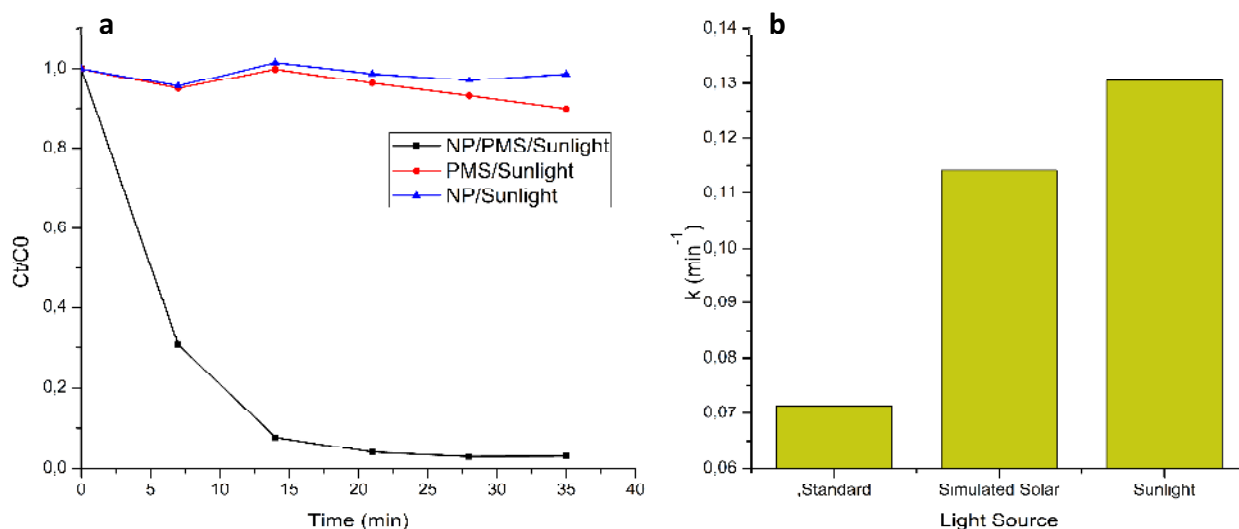 a
1,0
0,8
0,6
0,4
0,2
0,0
Ct/C0
NP/PMS/Sunlight
PMS/Sunlight
NP/Sunlight
0 5 10 15 20 25 30 35 40
Time (min)
b
0,14
0,13
0,12
0,11
0,10
0,09
0,08
0,07
0,06
k (min⁻¹)
,Standard Simulated Solar Sunlight
Light Source